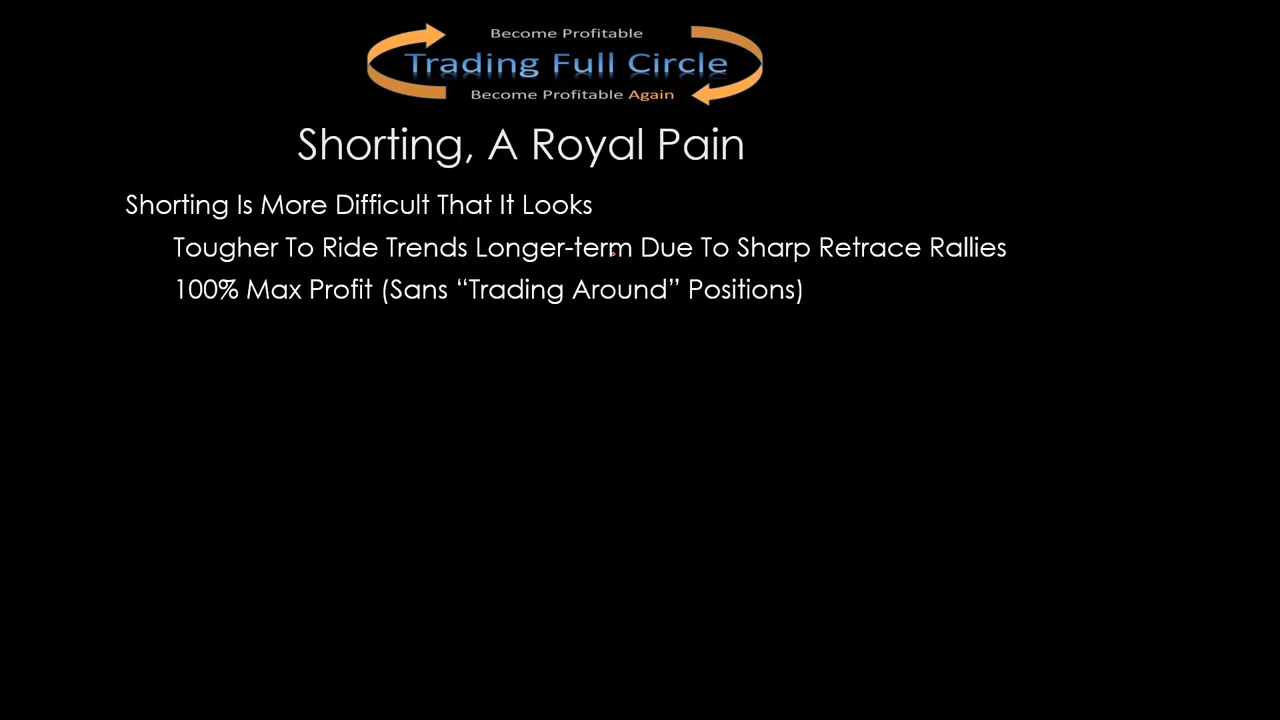 Become Profitable
Trading Full Circle
Become Profitable Again
Shorting, A Royal Pain
Shorting Is More Difficult That It Looks
Tougher To Ride Trends Longer-term Due To Sharp Retrace Rallies
100% Max Profit (Sans “Trading Around” Positions)